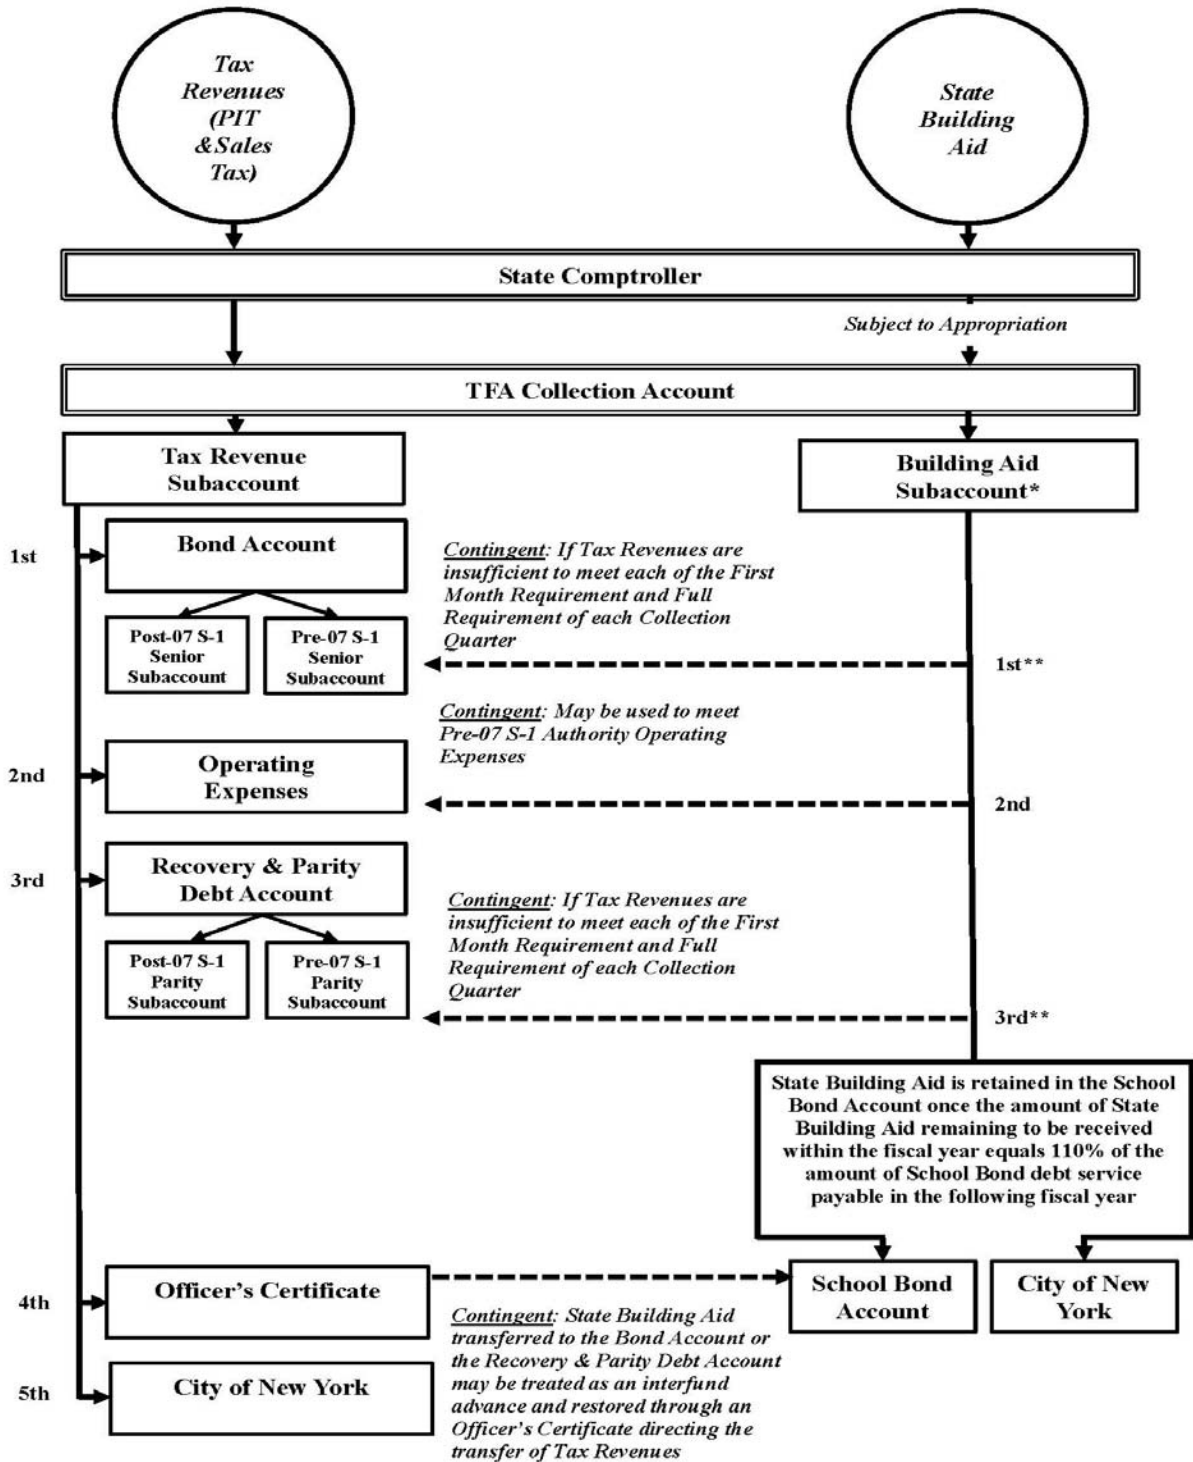 Tax
Revenues
(PIT
&Sales
Tax)
State
Building
Aid
State Comptroller
Subject to Appropriation
TFA Collection Account
Tax Revenue
Subaccount
Building Aid
Subaccount*
1st
Bond Account
Contingent: If Tax Revenues are
insufficient to meet each of the First
Month Requirement and Full
Requirement of each Collection
Quarter
Post-07 S-1
Senior
Subaccount
Pre-07 S-1
Senior
Subaccount
1st**
Contingent: May be used to meet
Pre-07 S-1 Authority Operating
Expenses
2nd
Operating
Expenses
2nd
3rd
Recovery & Parity
Debt Account
Contingent: If Tax Revenues are
insufficient to meet each of the First
Month Requirement and Full
Requirement of each Collection
Quarter
Post-07 S-1
Parity
Subaccount
Pre-07 S-1
Parity
Subaccount
3rd**
State Building Aid is retained in the School
Bond Account once the amount of State
Building Aid remaining to be received
within the fiscal year equals 110% of the
amount of School Bond debt service
payable in the following fiscal year
4th
Officer's Certificate
School Bond
Account
City of New
York
Contingent: State Building Aid
transferred to the Bond Account or
the Recovery & Parity Debt Account
may be treated as an interfund
advance and restored through an
Officer's Certificate directing the
transfer of Tax Revenues
5th
City of New York